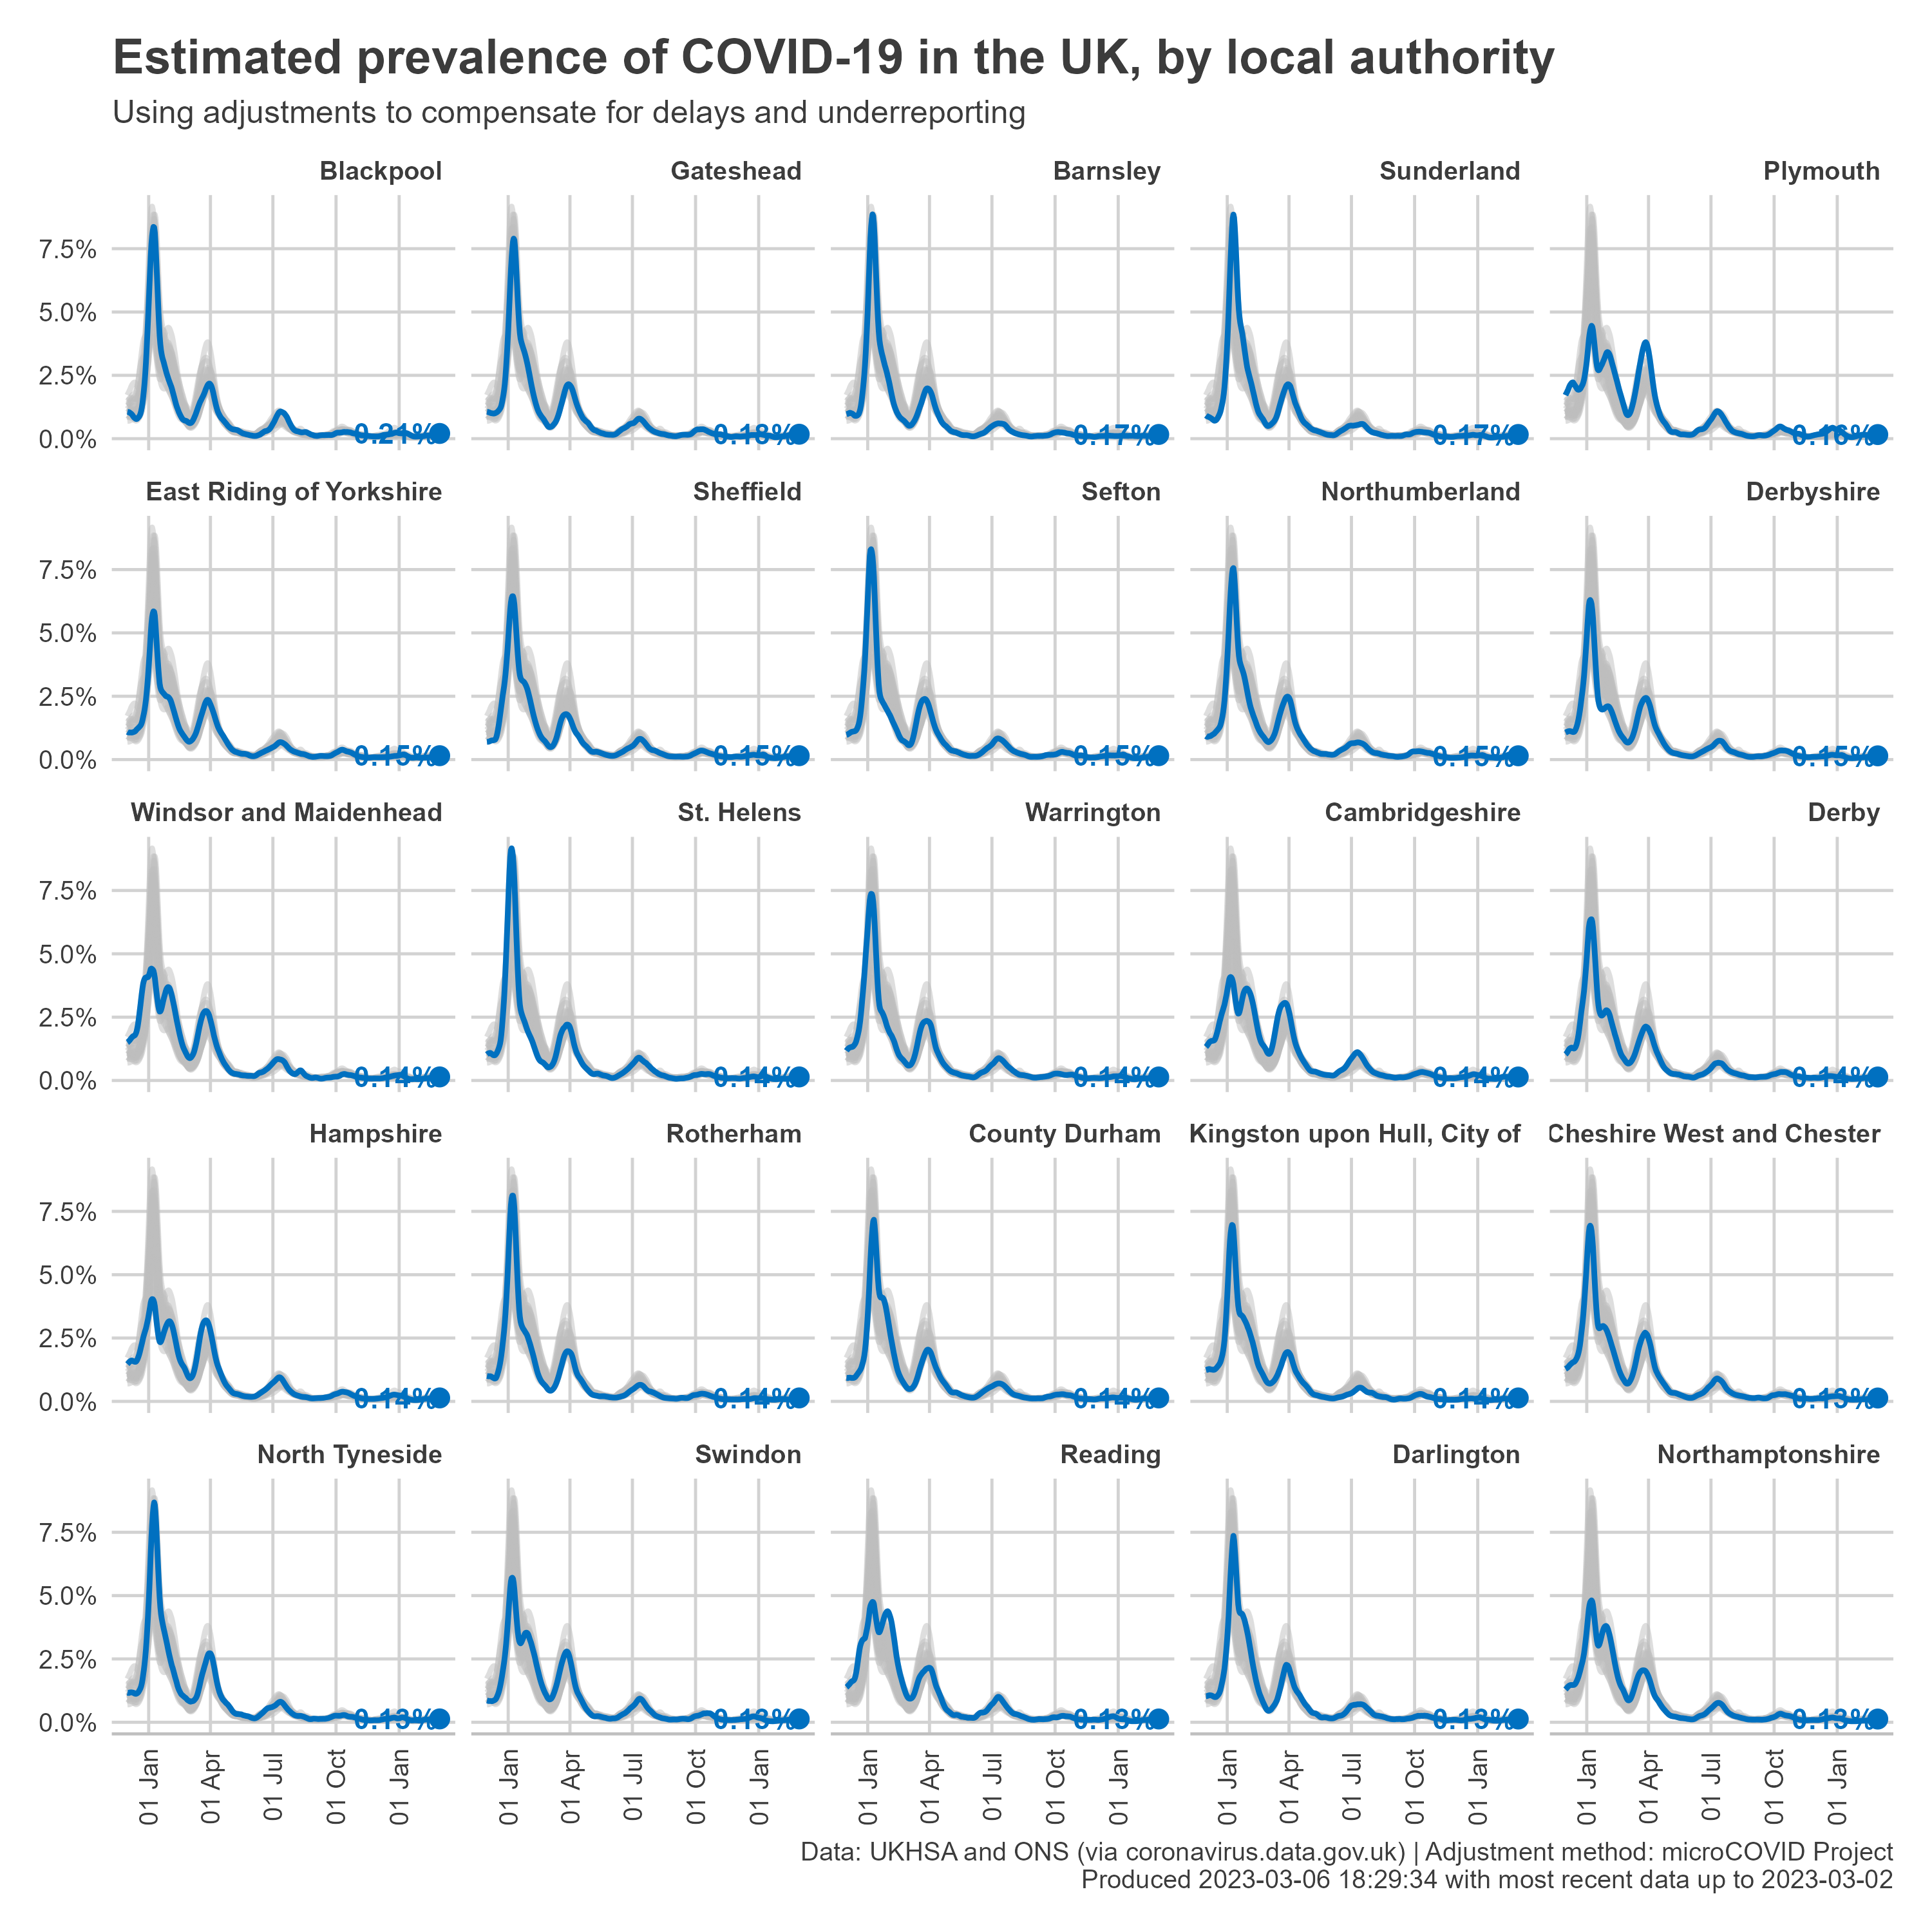 Estimated prevalence of COVID-19 in the UK, by local authority
Using adjustments to compensate for delays and underreporting
Blackpool Gateshead Barnsley Sunderland Plymouth
7.5%
5.0%
2.5%
0.0%
0.21% 0.18% 0.17% 0.17% 0.16%
East Riding of Yorkshire Sheffield Sefton Northumberland Derbyshire
7.5%
5.0%
2.5%
0.0%
0.15% 0.15% 0.15% 0.15% 0.15%
Windsor and Maidenhead St. Helens Warrington Cambridgeshire Derby
7.5%
5.0%
2.5%
0.0%
0.14% 0.14% 0.14% 0.14% 0.14%
Hampshire Rotherham County Durham Kingston upon Hull, City of Cheshire West and Chester
7.5%
5.0%
2.5%
0.0%
0.14% 0.14% 0.14% 0.14% 0.13%
North Tyneside Swindon Reading Darlington Northamptonshire
7.5%
5.0%
2.5%
0.0%
0.13% 0.13% 0.13% 0.13% 0.13%
01 Jan 01 Apr 01 Jul 01 Oct 01 Jan 01 Jan 01 Apr 01 Jul 01 Oct 01 Jan 01 Jan 01 Apr 01 Jul 01 Oct 01 Jan 01 Jan 01 Apr 01 Jul 01 Oct 01 Jan 01 Jan 01 Apr 01 Jul 01 Oct 01 Jan
Data: UKHSA and ONS (via coronavirus.data.gov.uk) | Adjustment method: microCOVID Project
Produced 2023-03-06 18:29:34 with most recent data up to 2023-03-02